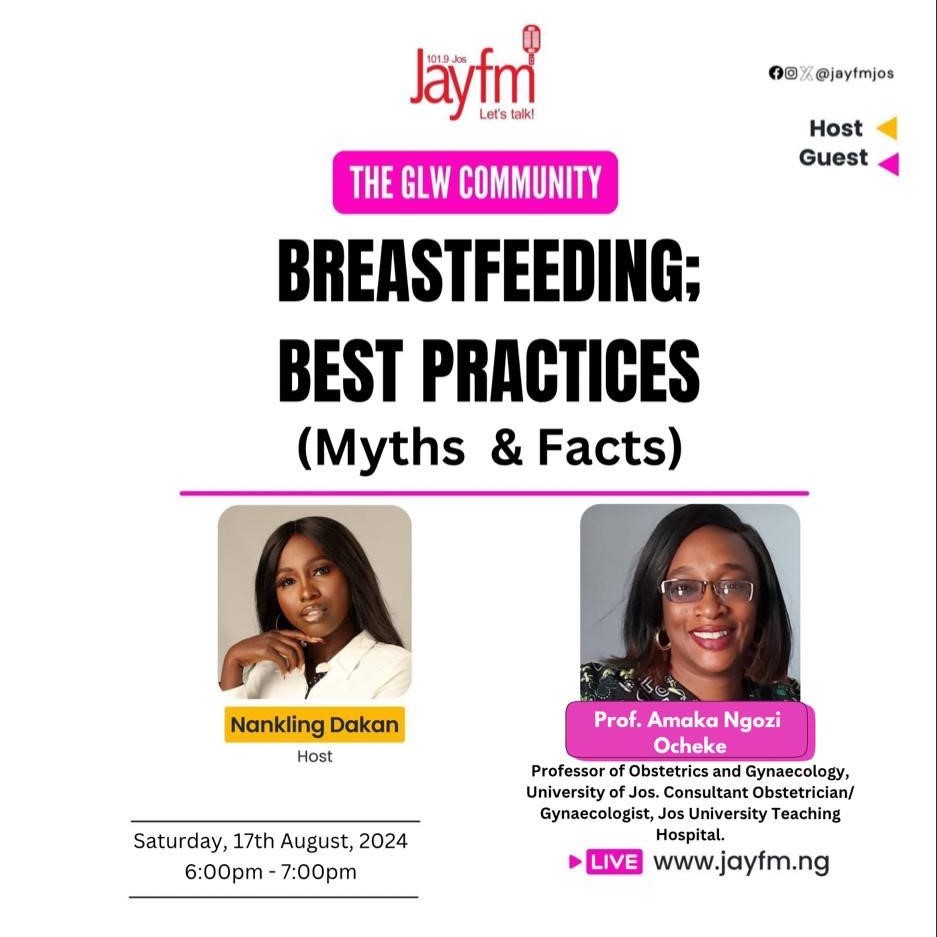 101.9 Jos
Jayfm
Let's talk!
@jayfmjos
Host
Guest
THE GLW COMMUNITY
BREASTFEEDING;
BEST PRACTICES
(Myths & Facts)
Nankling Dakan
Host
Prof. Amaka Ngozi
Ocheke
Professor of Obstetrics and Gynaecology,
University of Jos. Consultant Obstetrician/
Gynaecologist, Jos University Teaching
Hospital.
Saturday, 17th August, 2024
6:00pm - 7:00pm
LIVE www.jayfm.ng